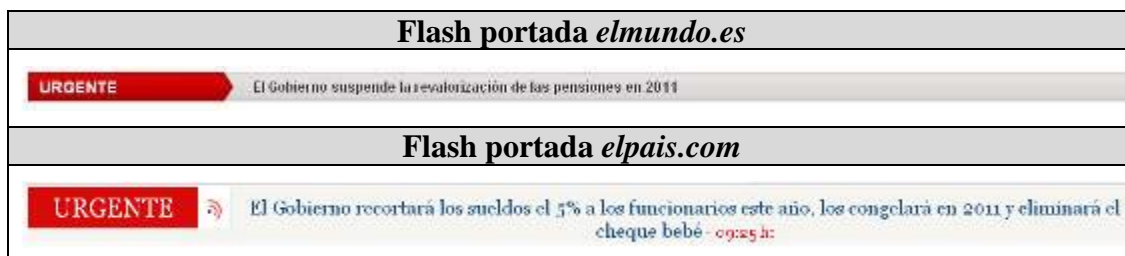 Flash portada elmundo.es
URGENTE El Gobierno suspende la revalorización de las pensiones en 2011
Flash portada elpais.com
URGENTE El Gobierno recortará los sueldos el 5% a los funcionarios este año, los congelará en 2011 y eliminará el
cheque bebé - 09:25 h: